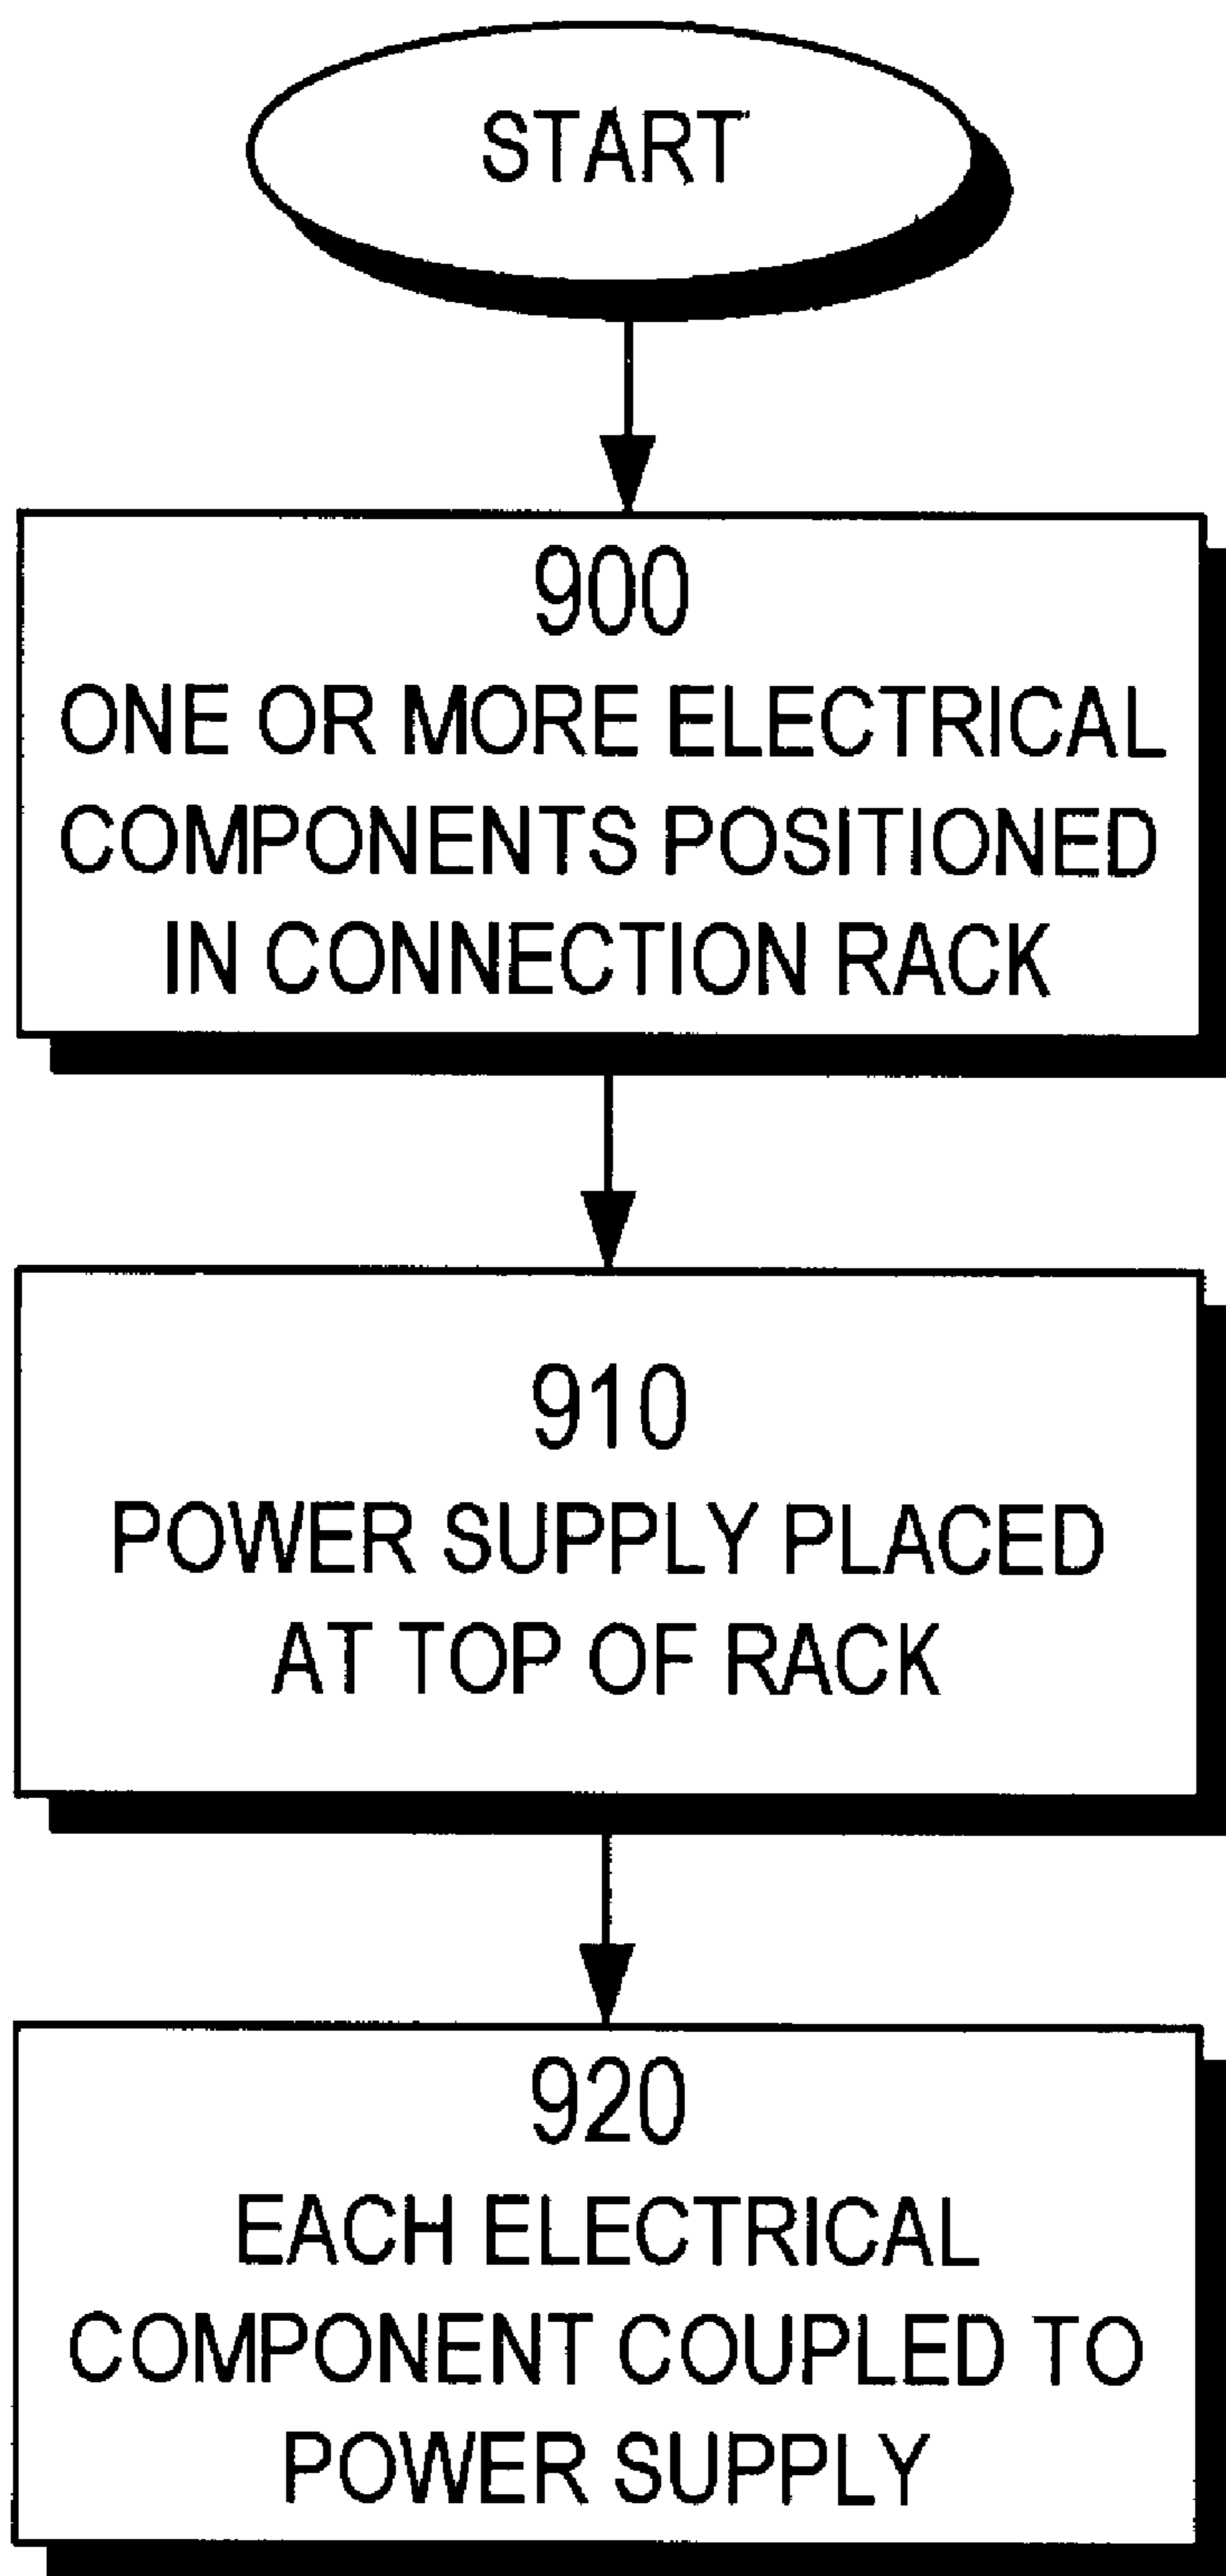 START
900
ONE OR MORE ELECTRICAL
COMPONENTS POSITIONED
IN CONNECTION RACK
910
POWER SUPPLY PLACED
AT TOP OF RACK
920
EACH ELECTRICAL
COMPONENT COUPLED TO
POWER SUPPLY